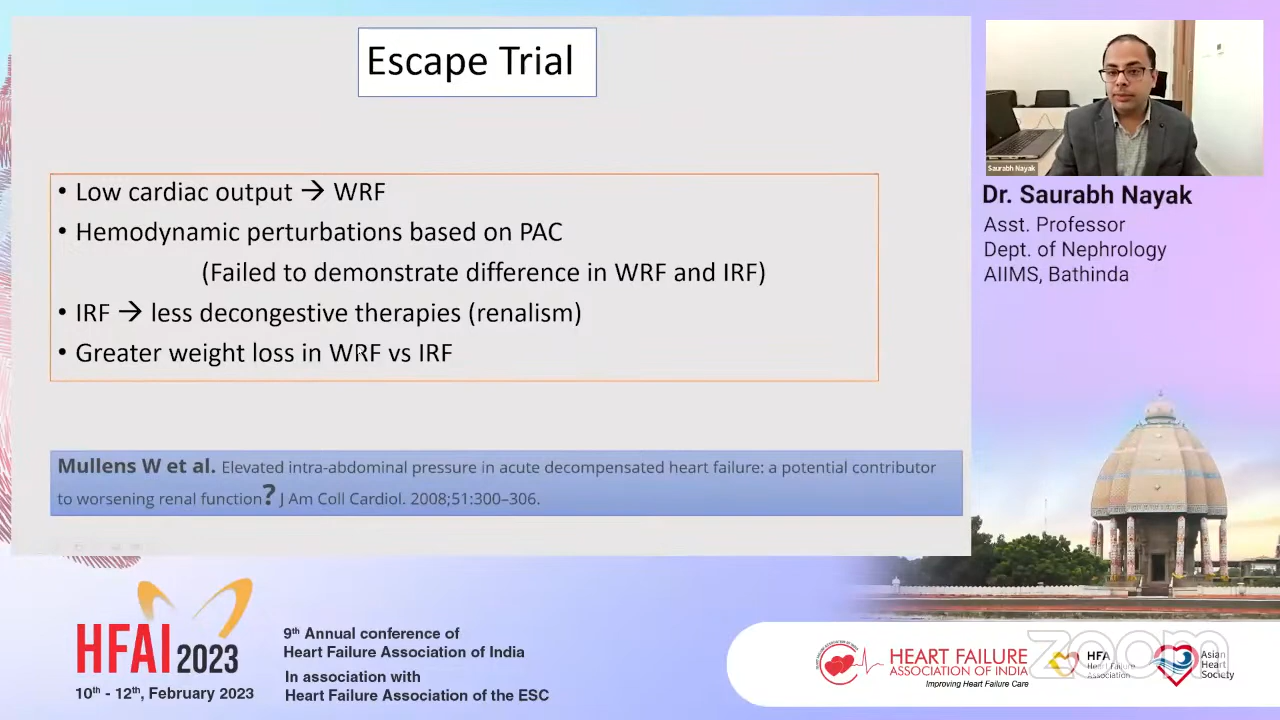 Escape Trial
• Low cardiac output → WRF
• Hemodynamic perturbations based on PAC
(Failed to demonstrate difference in WRF and IRF)
• IRF → less decongestive therapies (renalism)
• Greater weight loss in WRF vs IRF
Mullens W et al. Elevated intra-abdominal pressure in acute decompensated heart failure: a potential contributor
to worsening renal function? J Am Coll Cardiol. 2008;51:300–306.
Saurabh Nayak
Dr. Saurabh Nayak
Asst. Professor
Dept. of Nephrology
AIIMS, Bathinda
HFAI 2023
10th - 12th, February 2023
9th Annual conference of
Heart Failure Association of India
In association with
Heart Failure Association of the ESC
HEART FAILURE
ASSOCIATION OF INDIA
Improving Heart Failure Care
HFA
Heart Failure
Association
Asian
Heart
Society
zoom